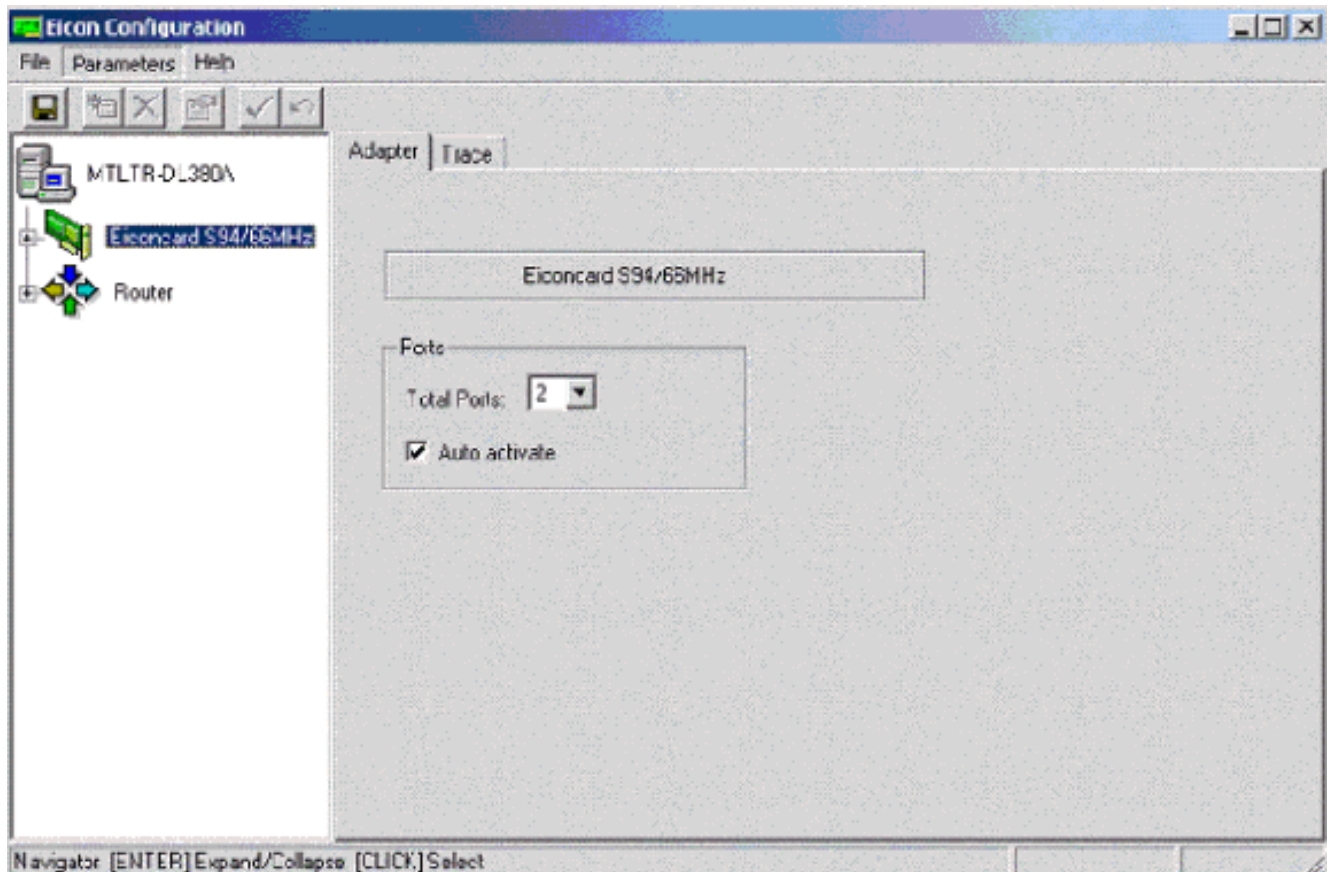 Eicon Configuration
File Parameters Help
MTLTR-DL380A
Eiconcard S94/66MHz
Router
Adapter Trace
Eiconcard S94/66MHz
Ports
Total Ports: 2
Auto activate
Navigator [ENTER]Expand/Collapse [CLICK]Select